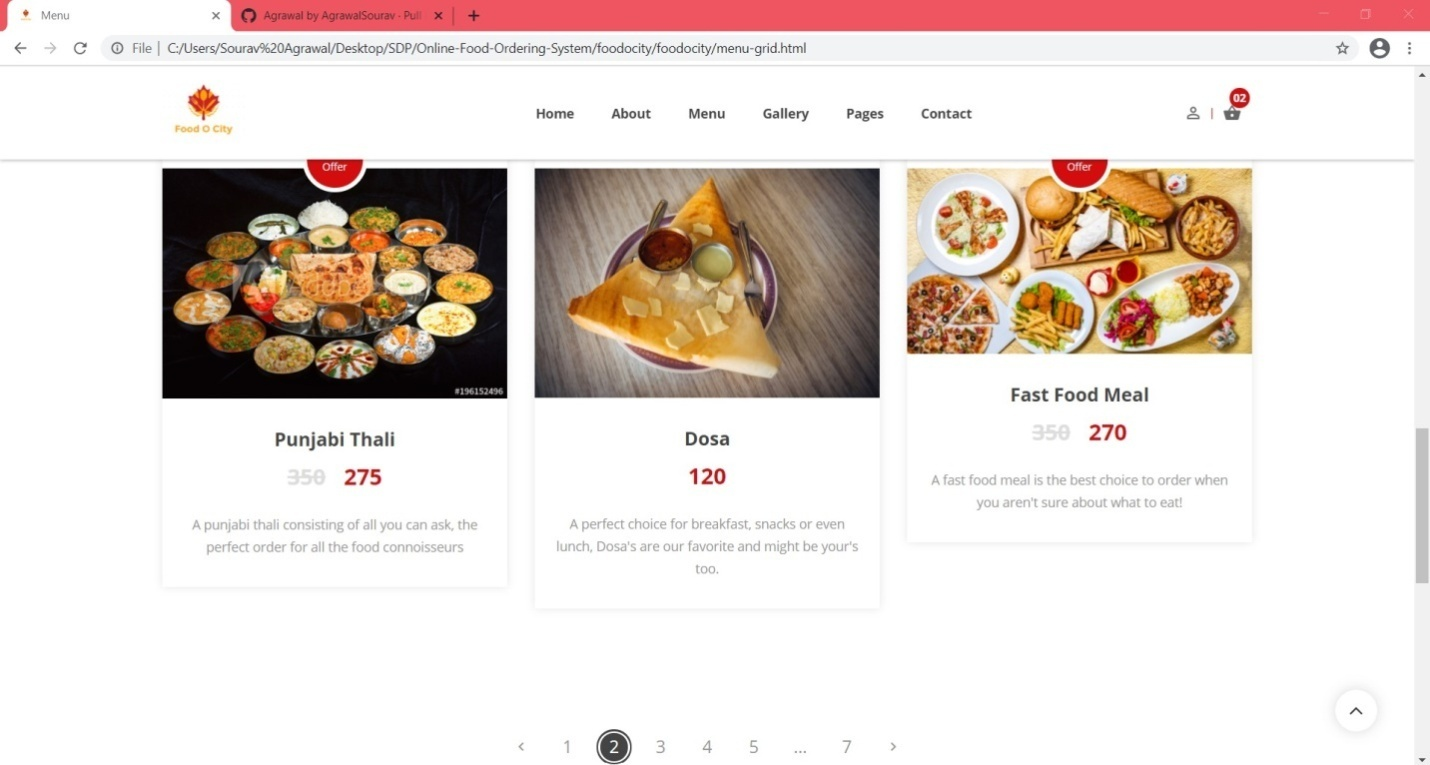 Menu
Agrawal by AgrawalSourav · Pull
File | C:/Users/Sourav%20Agrawal/Desktop/SDP/Online-Food-Ordering-System/foodocity/foodocity/menu-grid.html
Food O City
Home About Menu Gallery Pages Contact
02
Offer
Offer
#196152496
Punjabi Thali
350 275
A punjabi thali consisting of all you can ask, the
perfect order for all the food connoisseurs
Dosa
120
A perfect choice for breakfast, snacks or even
lunch, Dosa's are our favorite and might be your's
too.
Fast Food Meal
350 270
A fast food meal is the best choice to order when
you aren't sure about what to eat!
1 2 3 4 5 ... 7